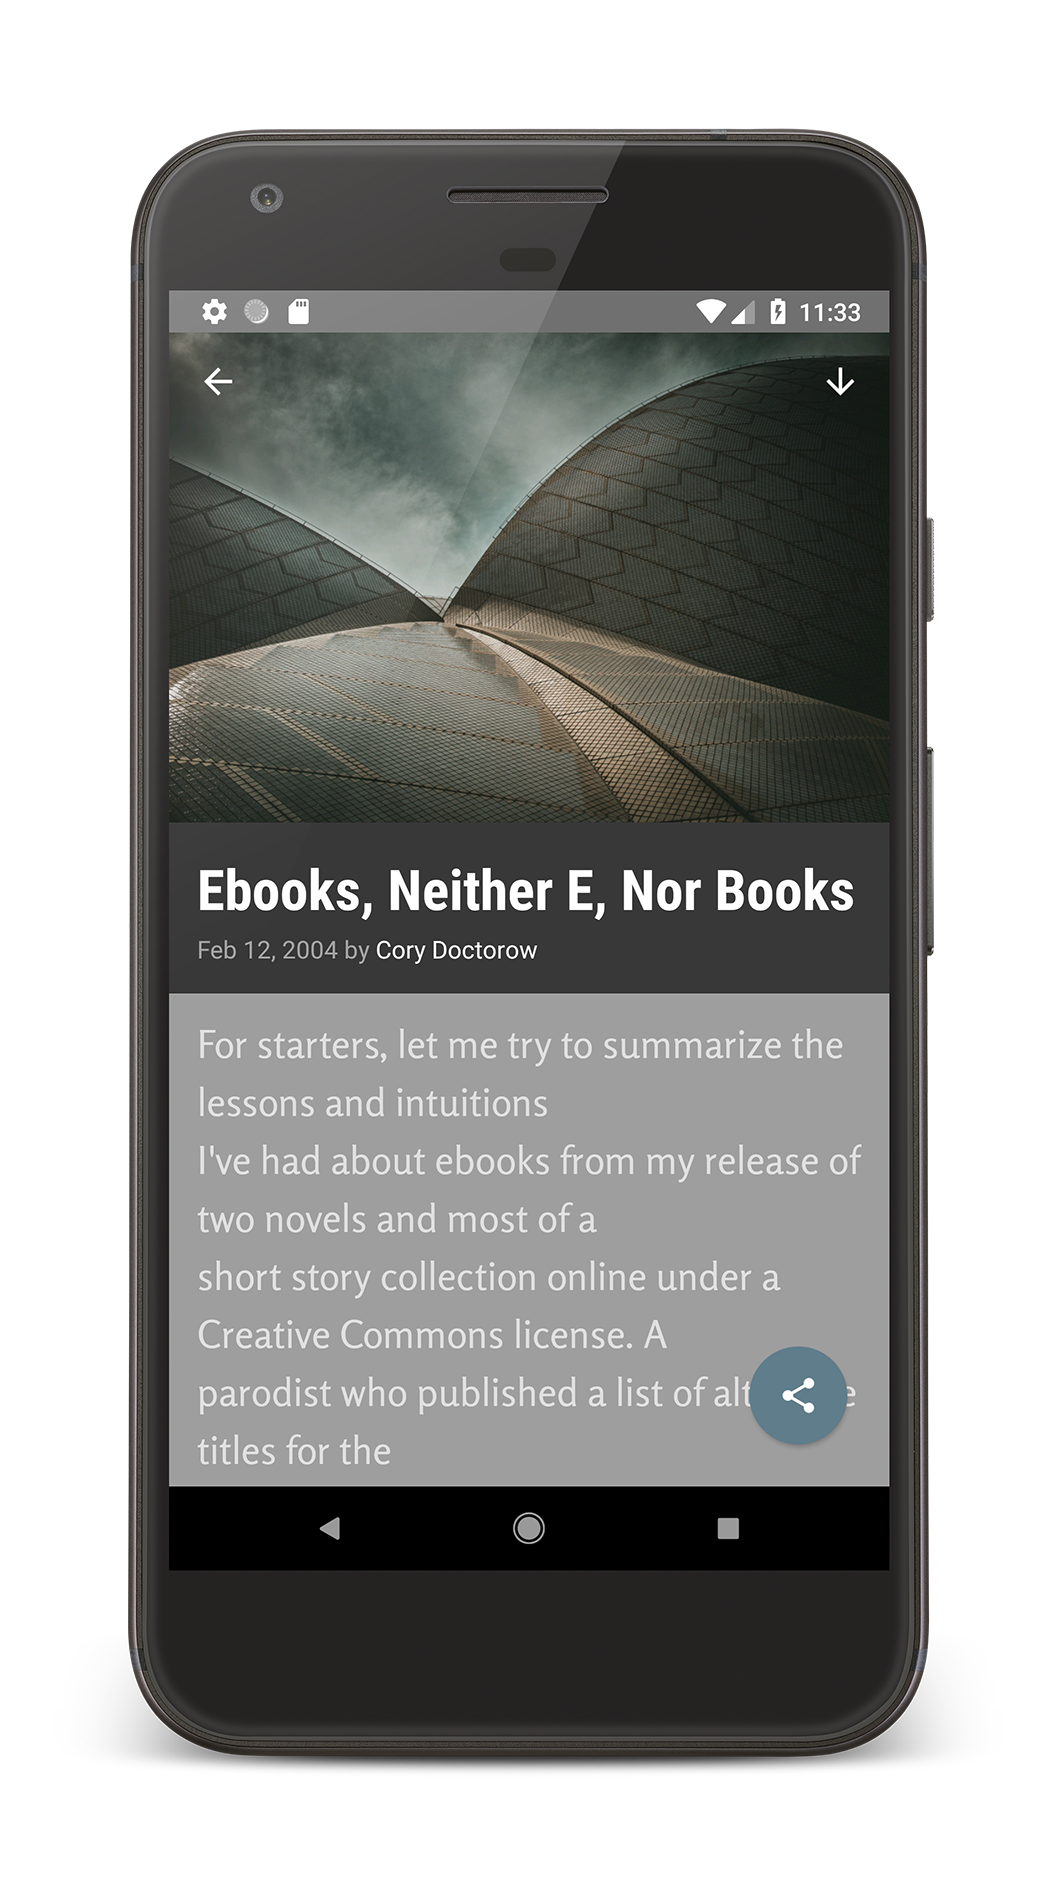 11:33
Ebooks, Neither E, Nor Books
Feb 12, 2004 by Cory Doctorow
For starters, let me try to summarize the
lessons and intuitions
I've had about ebooks from my release of
two novels and most of a
short story collection online under a
Creative Commons license. A
parodist who published a list of
titles for the